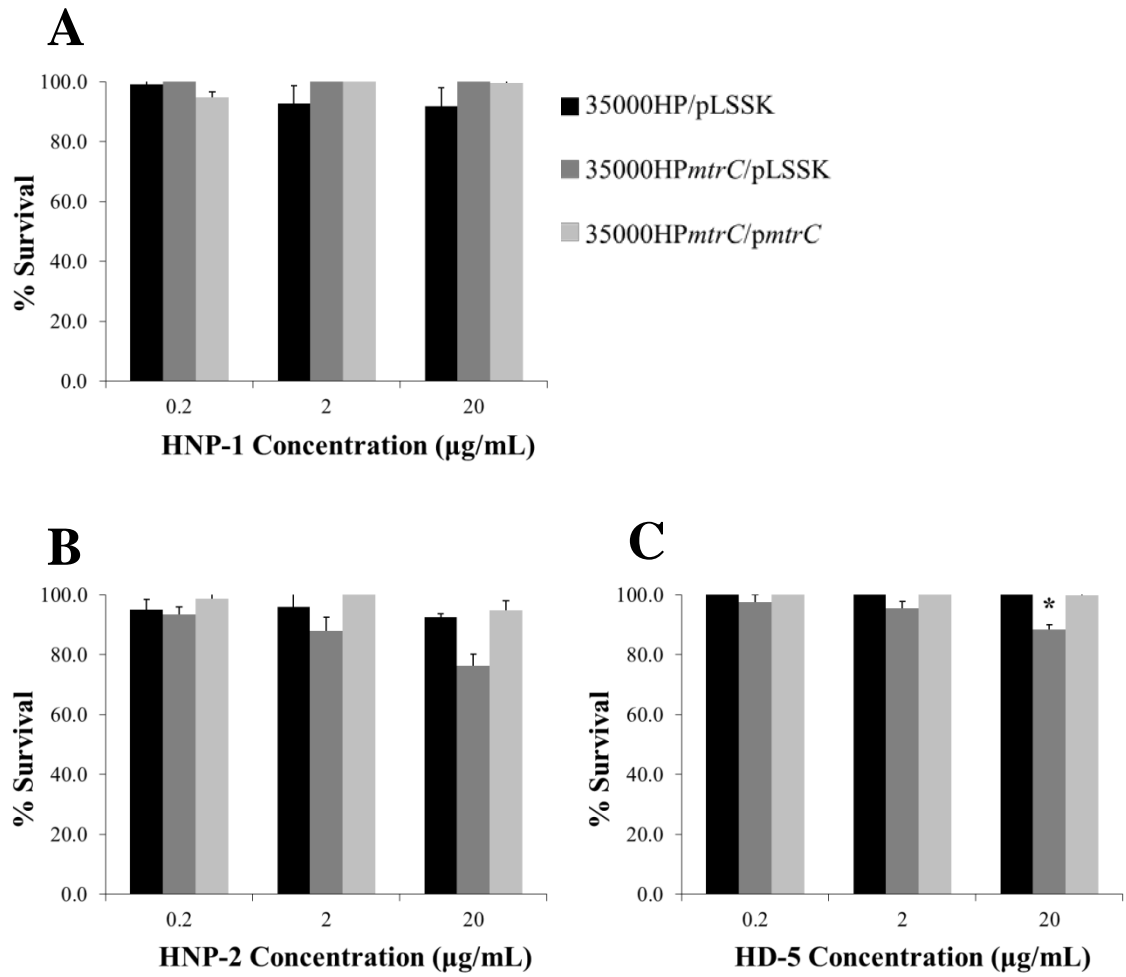 A
100.0
80.0
60.0
40.0
20.0
0.0
% Survival
0.2 2 20
HNP-1 Concentration (µg/mL)
35000HP/pLSSK
35000HPmtrC/pLSSK
35000HPmtrC/pmtrC
B
100.0
80.0
60.0
40.0
20.0
0.0
% Survival
0.2 2 20
HNP-2 Concentration (µg/mL)
C
100.0
80.0
60.0
40.0
20.0
0.0
% Survival
*
0.2 2 20
HD-5 Concentration (µg/mL)